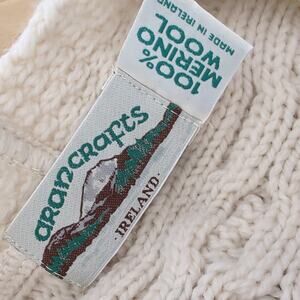 100%
MERINO
WOOL
MADE IN IRELAND
arancrafts
·IRELAND·